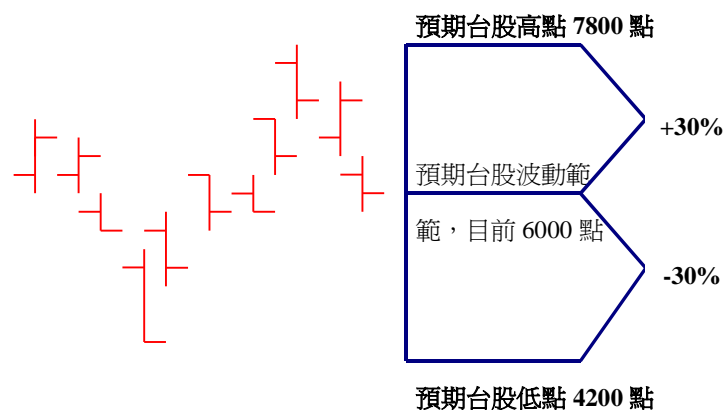 預期台股高點 7800 點
+30%
預期台股波動範
範，目前 6000 點
-30%
預期台股低點 4200 點